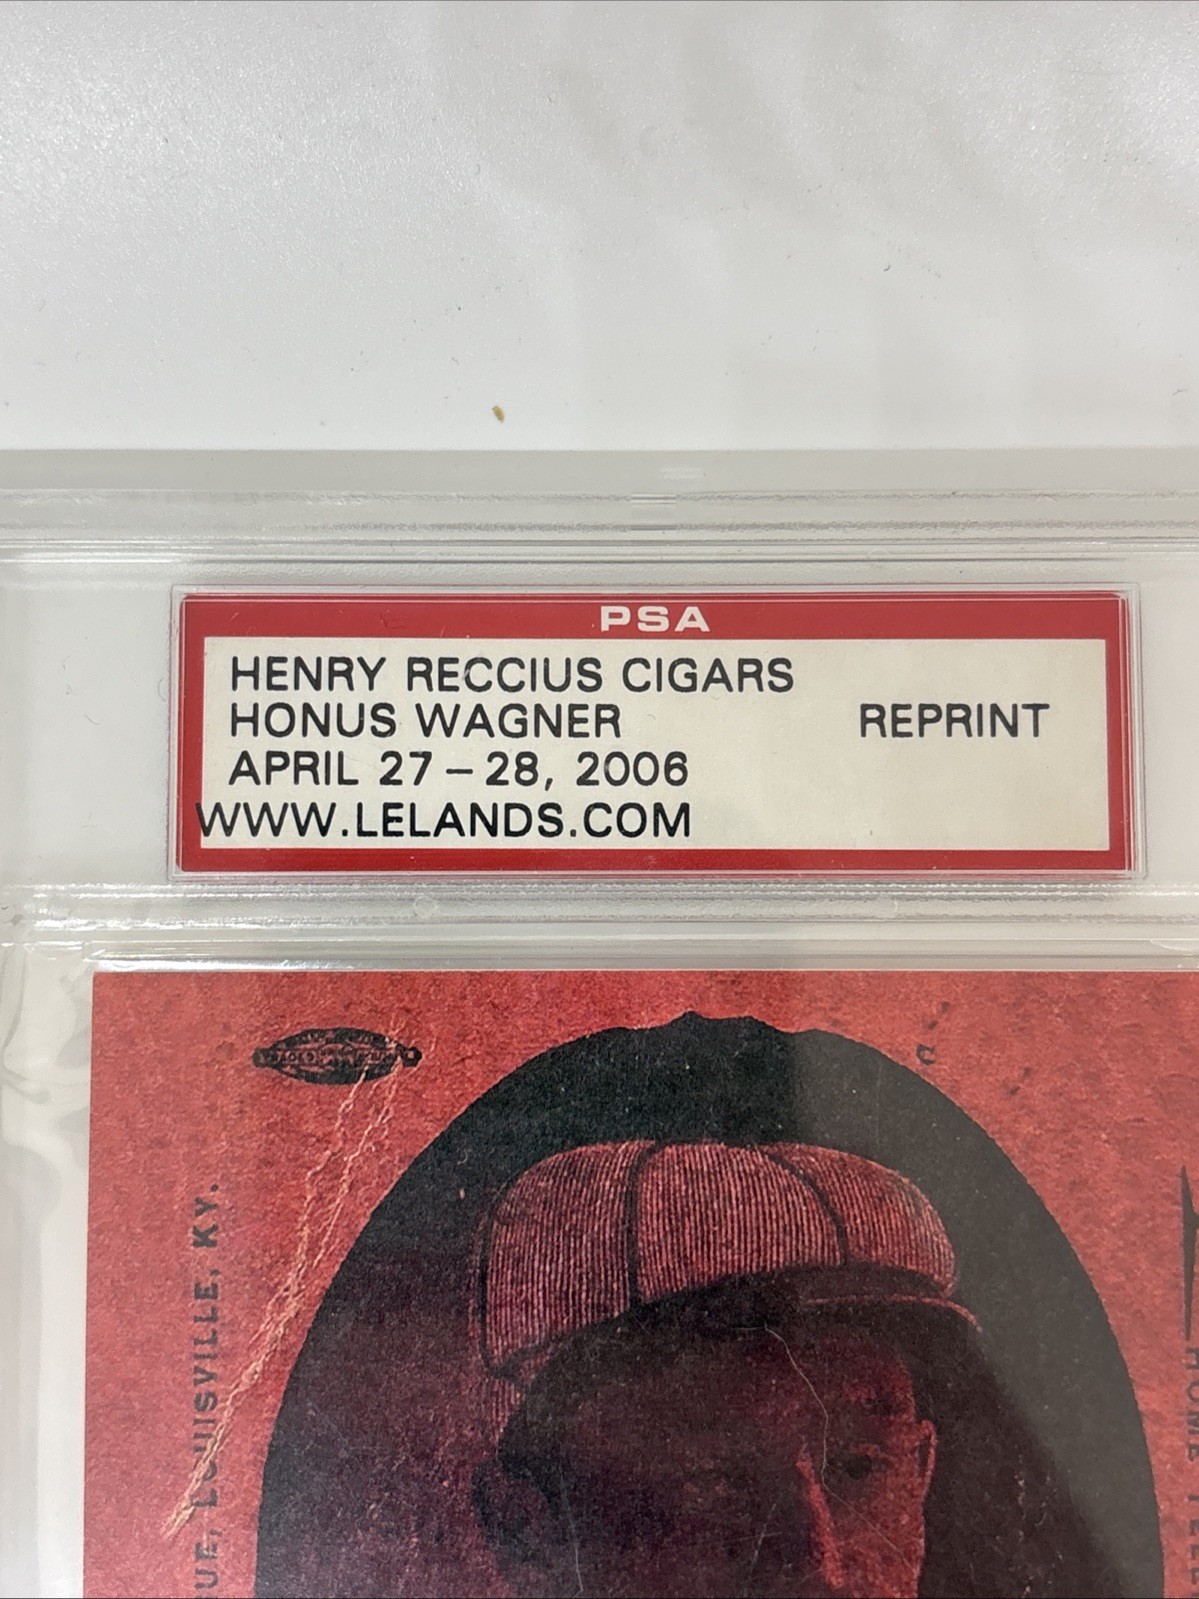 PSA
HENRY RECCIUS CIGARS
HONUS WAGNER REPRINT
APRIL 27 – 28, 2006
WWW.LELANDS.COM
LOUISVILLE, KY.